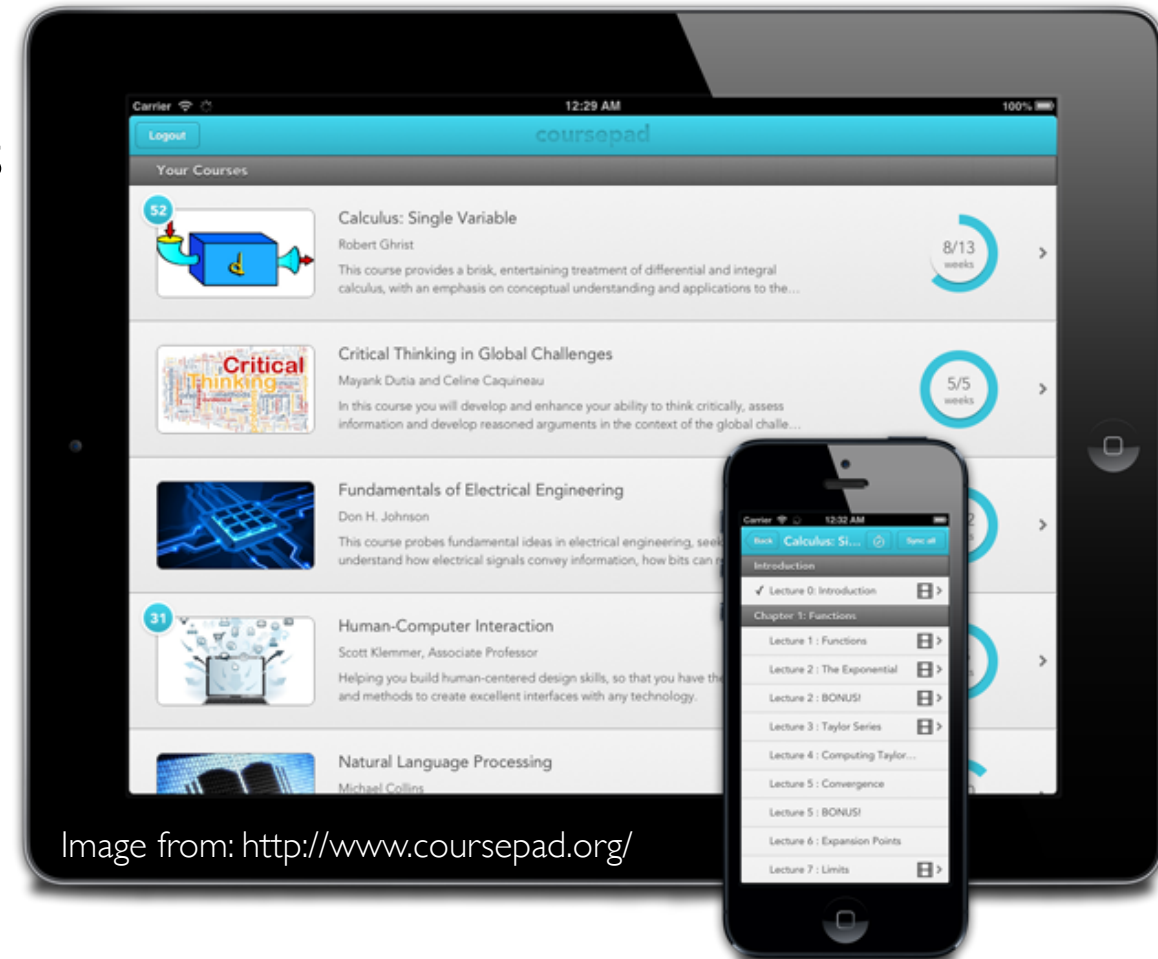 Carrier
12:29 AM
100%
Logout
coursepad
Your Courses
52
d
Calculus: Single Variable
Robert Ghrist
This course provides a brisk, entertaining treatment of differential and integral
calculus, with an emphasis on conceptual understanding and applications to the...
8/13
weeks
Critical
Thinking
Critical Thinking in Global Challenges
Mayank Dutia and Celine Caquineau
In this course you will develop and enhance your ability to think critically, assess
information and develop reasoned arguments in the context of the global challe...
5/5
weeks
Fundamentals of Electrical Engineering
Don H. Johnson
This course probes fundamental ideas in electrical engineering, seek
understand how electrical signals convey information, how bits can
31
Human-Computer Interaction
Scott Klemmer, Associate Professor
Helping you build human-centered design skills, so that you have the
and methods to create excellent interfaces with any technology.
Natural Language Processing
Michael Collins
Carrier
12:32 AM
Back
Calculus: Si...
Sync all
Introduction
✓ Lecture 0: Introduction
Chapter 1: Functions
Lecture 1 : Functions
Lecture 2 : The Exponential
Lecture 2 : BONUS!
Lecture 3 : Taylor Series
Lecture 4 : Computing Taylor...
Lecture 5 : Convergence
Lecture 5 : BONUS!
Lecture 6 : Expansion Points
Lecture 7 : Limits
Image from: http://www.coursepad.org/